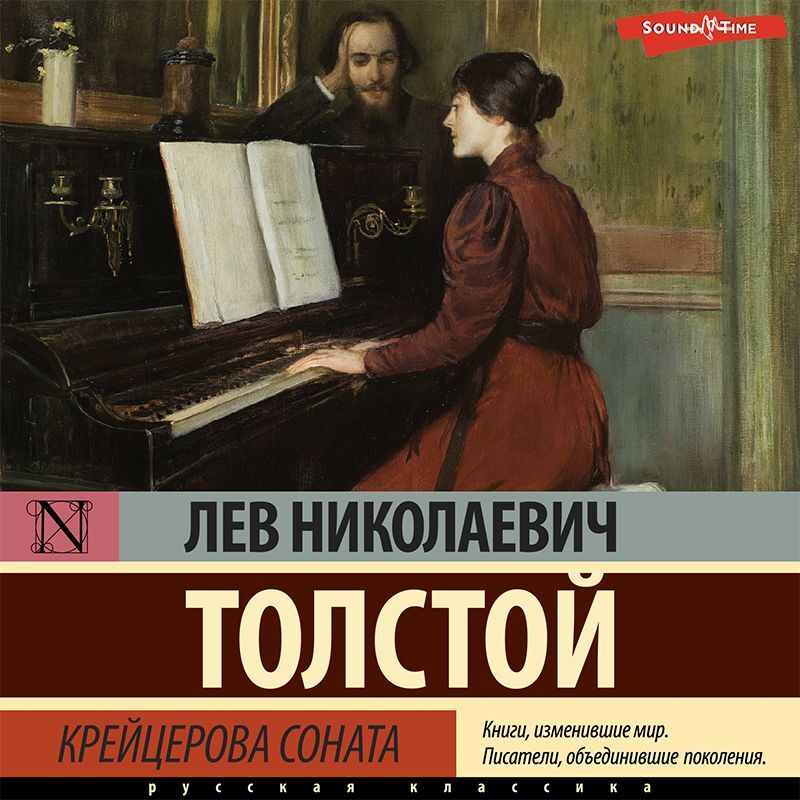 SOUND TIME
N
ЛЕВ НИКОЛАЕВИЧ
ТОЛСТОЙ
КРЕЙЦЕРОВА СОНАТА
Книги, изменившие мир.
Писатели, объединившие поколения.
русская классика